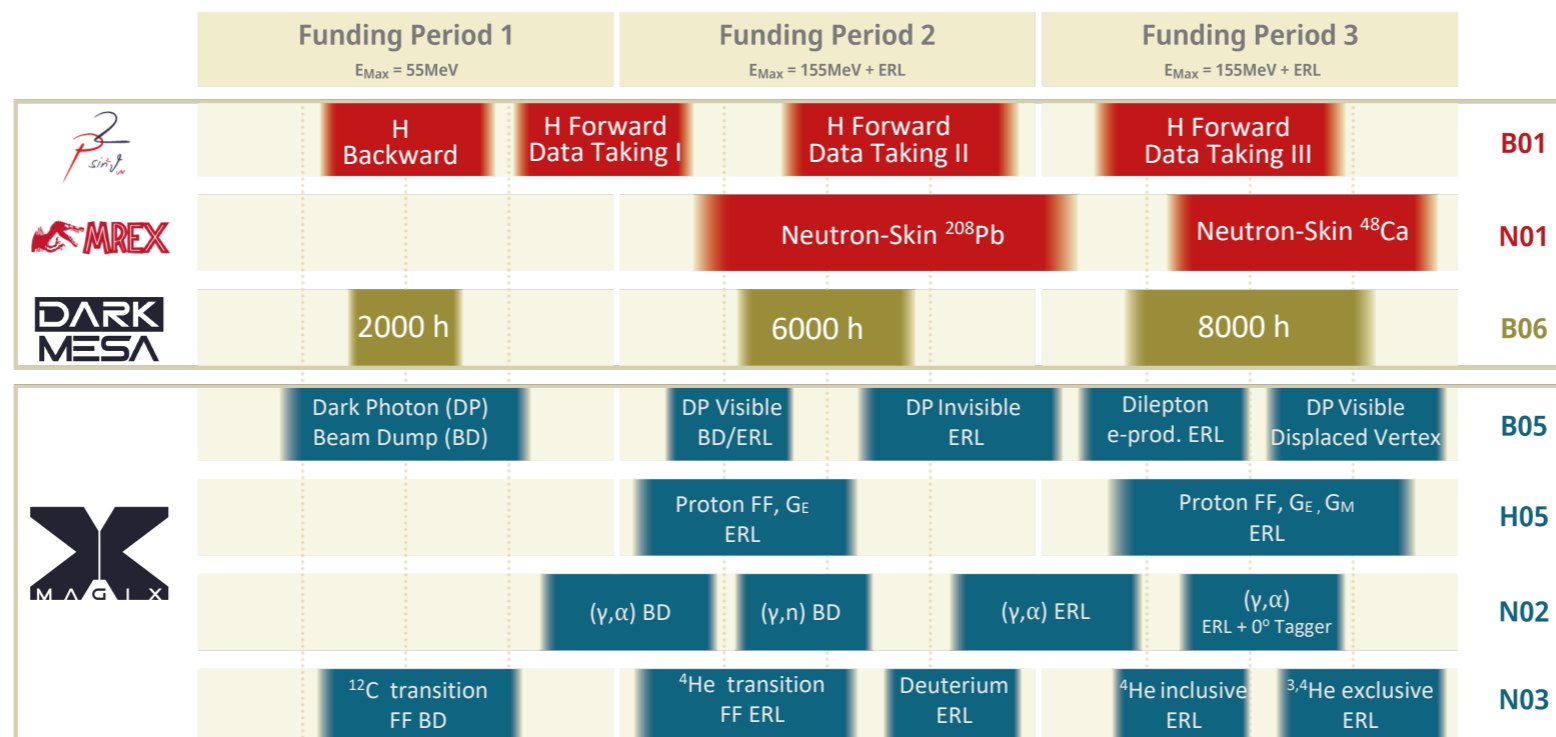 Funding Period 1
Funding Period 2
Funding Period 3
EMax = 55MeV
EMax = 155MeV + ERL
EMax = 155MeV + ERL
P2
sin²ϑW
H
Backward
H Forward
Data Taking I
H Forward
Data Taking II
H Forward
Data Taking III
B01
MREX
Neutron-Skin ²⁰⁸Pb
Neutron-Skin ⁴⁸Ca
N01
DARK
MESA
2000 h
6000 h
8000 h
B06
Dark Photon (DP)
Beam Dump (BD)
DP Visible
BD/ERL
DP Invisible
ERL
Dilepton
e-prod. ERL
DP Visible
Displaced Vertex
B05
MAGIX
Proton FF, GE
ERL
Proton FF, GE , GM
ERL
H05
(γ,α) BD
(γ,n) BD
(γ,α) ERL
(γ,α)
ERL + 0° Tagger
N02
¹²C transition
FF BD
⁴He transition
FF ERL
Deuterium
ERL
⁴He inclusive
ERL
³,⁴He exclusive
ERL
N03